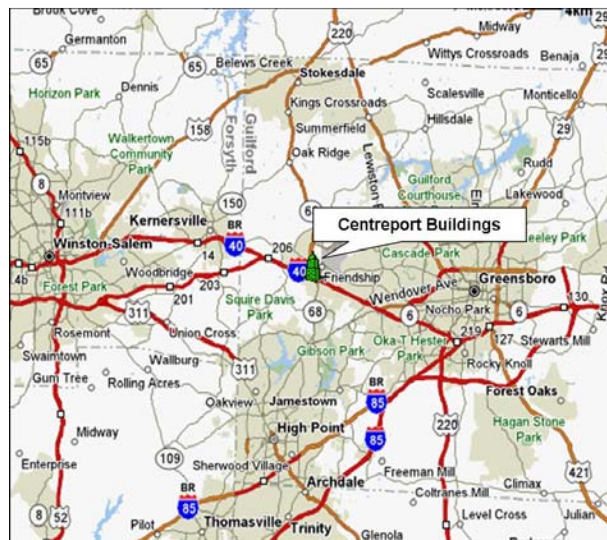 Brook Cove
Germanton
65
65
Belews Creek
220
Midway
29
4km
Wittys Crossroads
Benaja
Stokesdale
Horizon Park
Dennis
Kings Crossroads
Scalesville
Monticello
158
Summerfield
Hillsdale
29
115b
Walkertown
Community
Park
Guilford
Forsyth
Oak Ridge
Lewiston
Rudd
8
Guilford
Courthouse
Montview
111b
150
68
Lakewood
Kernersville
BR
40
Centreport Buildings
Winston-Salem
206
Cascade Park
14
40
Friendship
Greensboro
Woodbridge
203
Wendover Ave
Forest Park
201
Squire Davis
Park
68
6
Nocho Park
6
130
311
Oka T Hester
Park
219
Rosemont
Union Cross
Gibson Park
127
Stewarts Mill
Swaimtown
Wallburg
311
Rocky Knoll
Gum Tree
Rolling Acres
BR
85
Forest Oaks
Oakview
Jamestown
220
Hagan Stone
Park
Midway
High Point
85
109
Sherwood Village
Freeman Mill
421
Enterprise
BR
85
Archdale
Coltranes Mill
Climax
8
52
Level Cross
Julian
Pilot
Thomasville
Trinity
Glenola